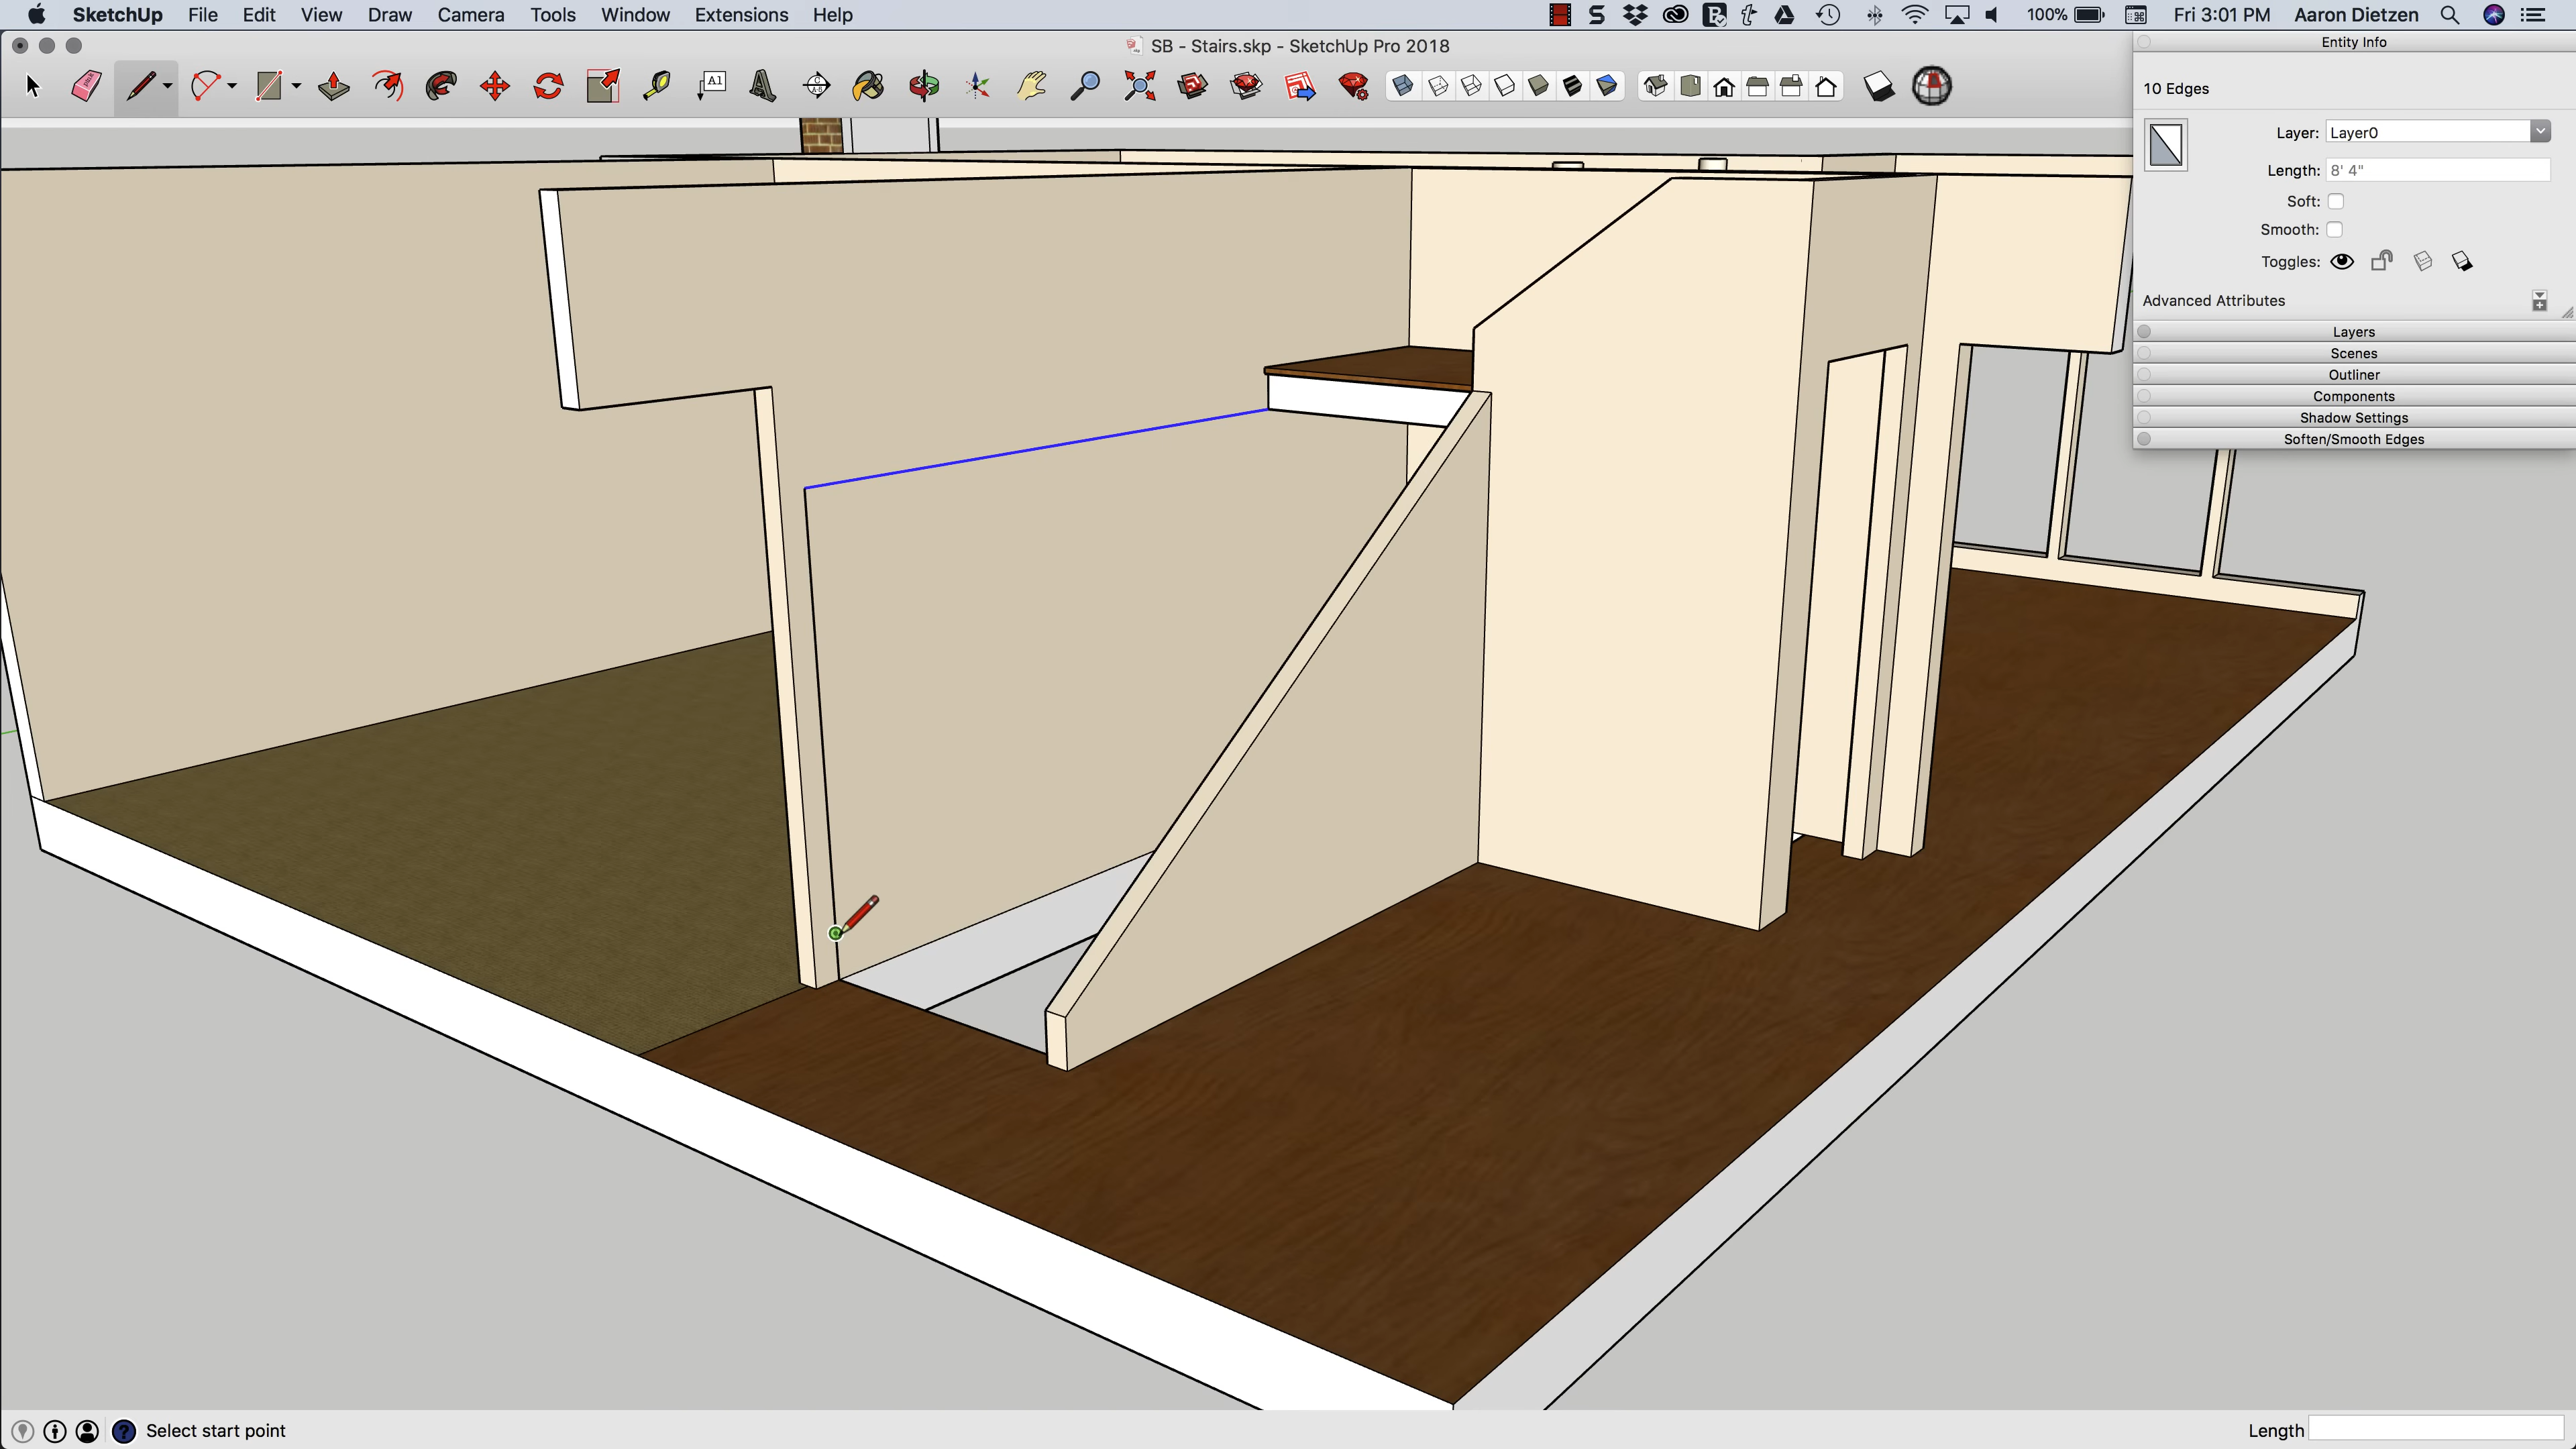 SketchUp File Edit View Draw Camera Tools Window Extensions Help 100% Fri 3:01 PM Aaron Dietzen
SB - Stairs.skp - SketchUp Pro 2018
Entity Info
A1
10 Edges
Layer: Layer0
Length: 8' 4"
Soft:
Smooth:
Toggles:
Advanced Attributes
Layers
Scenes
Outliner
Components
Shadow Settings
Soften/Smooth Edges
Select start point
Length